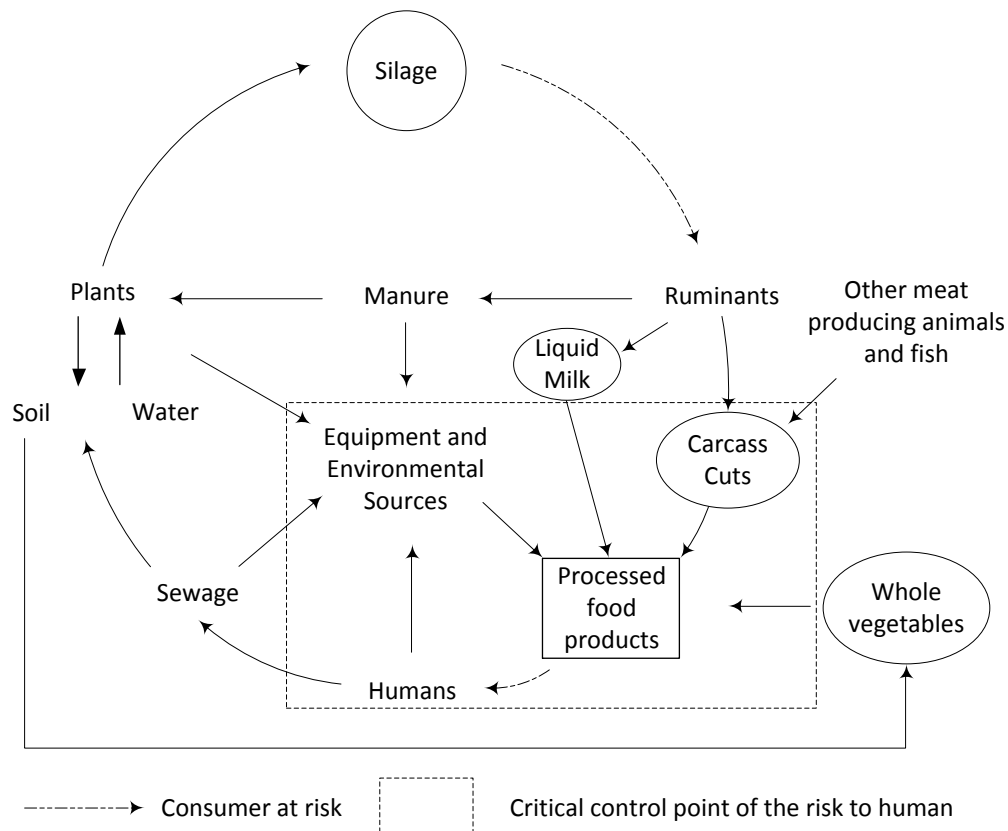 Silage
Plants
Manure
Ruminants
Other meat
producing animals
and fish
Liquid
Milk
Soil
Water
Equipment and
Environmental
Sources
Carcass
Cuts
Sewage
Processed
food
products
Whole
vegetables
Humans
Consumer at risk
Critical control point of the risk to human